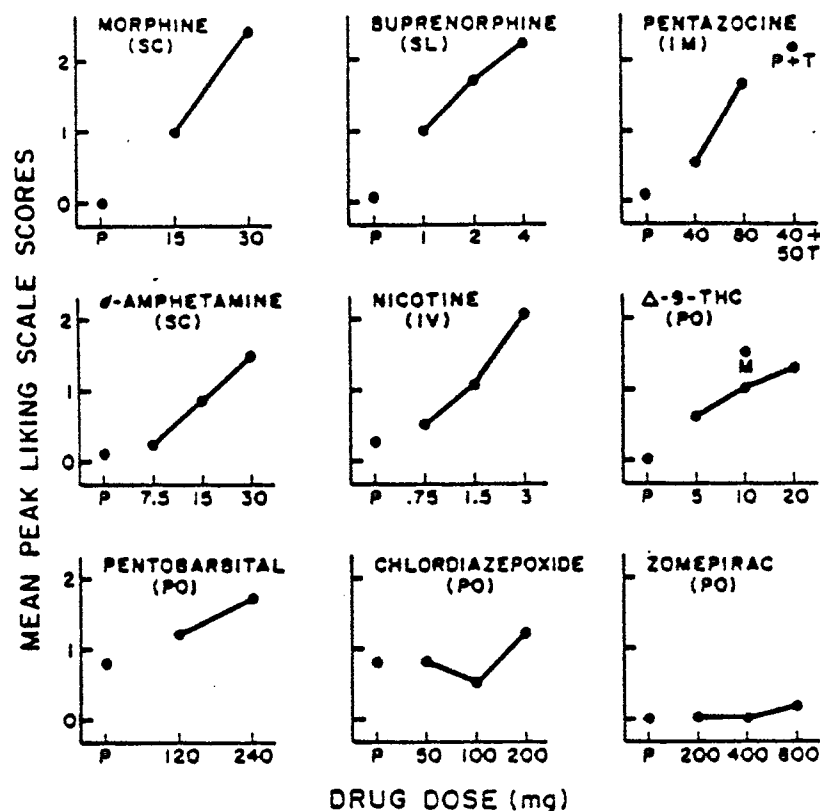 MEAN PEAK LIKING SCALE SCORES
MORPHINE
(SC)
2
1
0
P 15 30
BUPRENORPHINE
(SL)
P 1 2 4
PENTAZOCINE
(IM)
P+T
P 40 80 40+
50T
d-AMPHETAMINE
(SC)
2
1
0
P 7.5 15 30
NICOTINE
(IV)
P .75 1.5 3
Δ-9-THC
(PO)
M
P 5 10 20
PENTOBARBITAL
(PO)
2
1
0
P 120 240
CHLORDIAZEPOXIDE
(PO)
P 50 100 200
ZOMEPIRAC
(PO)
P 200 400 800
DRUG DOSE (mg)